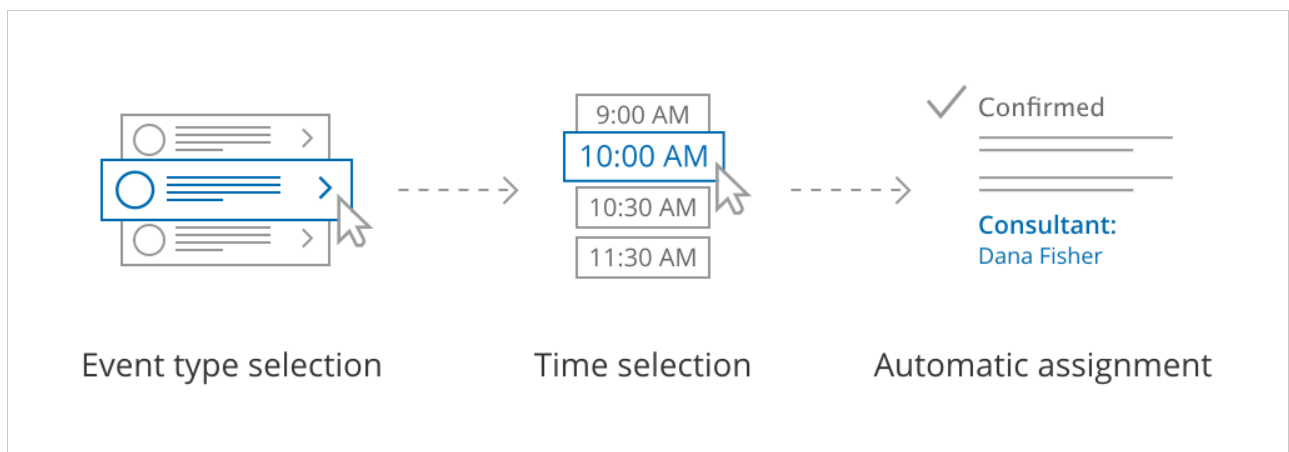 9:00 AM
10:00 AM
10:30 AM
11:30 AM
Confirmed
Consultant:
Dana Fisher
Event type selection
Time selection
Automatic assignment